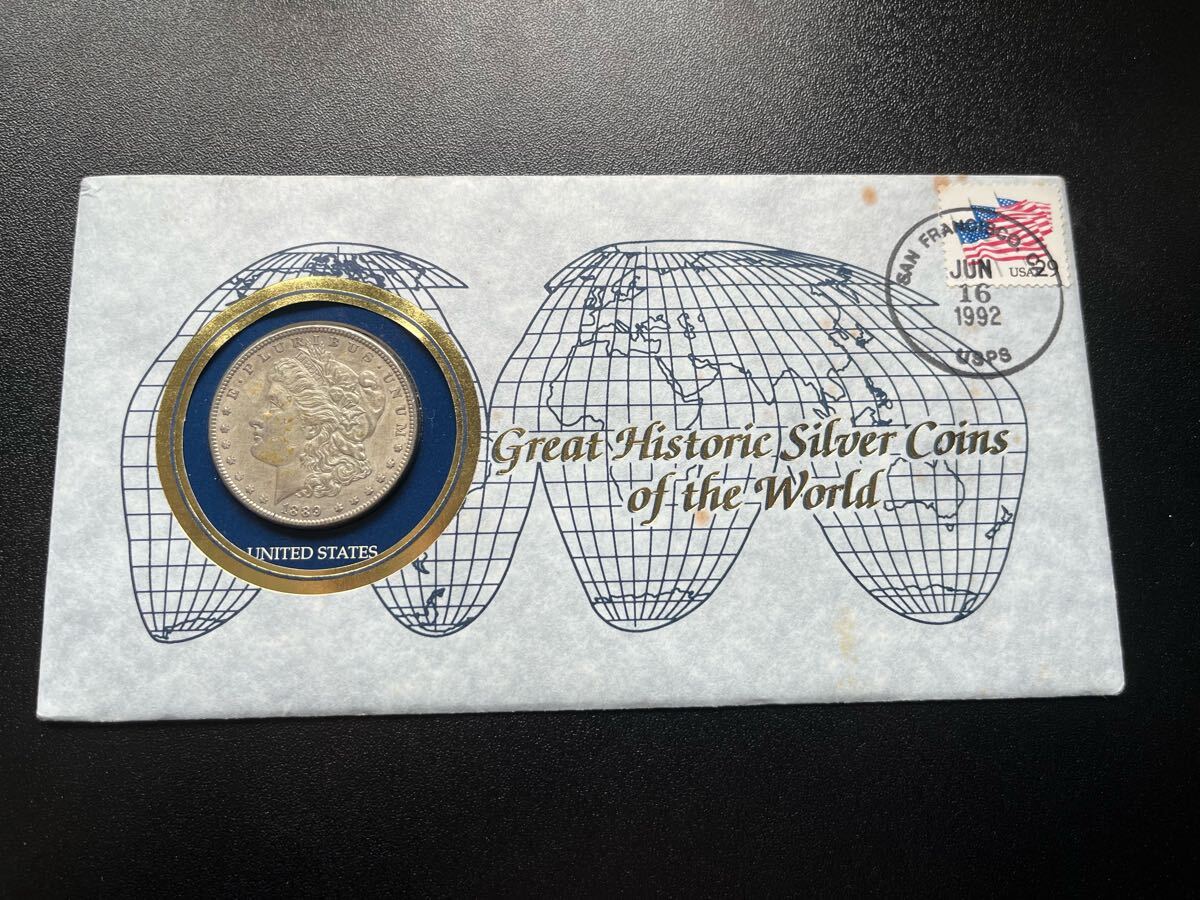 E·PLURIBUS·UNUM
1889
UNITED STATES
Great Historic Silver Coins
of the World
USA 29
SAN FRANCISCO,
JUN
16
1992
USPS